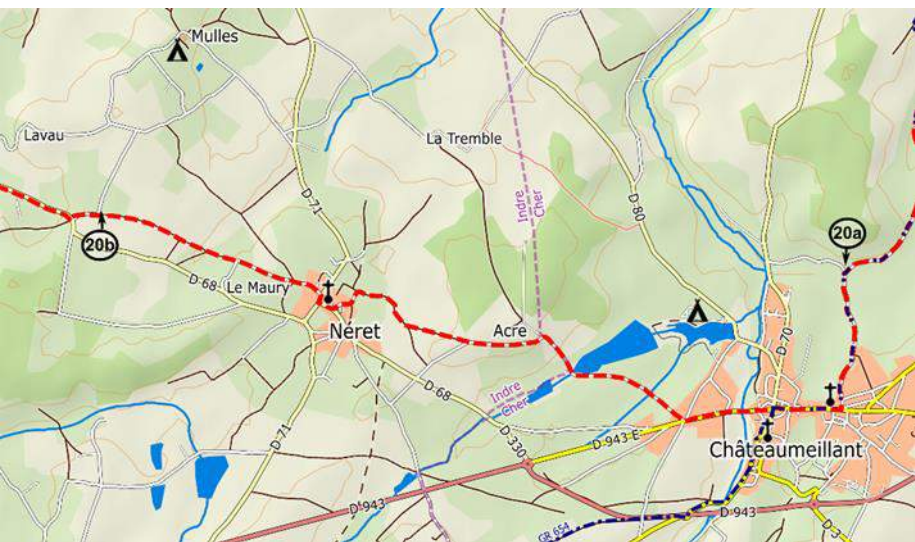 Mulles
Lavau
La Tremble
D-71
Indre
Cher
D-80
20b
20a
D 68
Le Maury
Néret
Acre
D-70
D-68
Indre
Cher
D 330
D 943 E
Châteaumeillant
D-71
D-943
D-943
GR 654
D-3